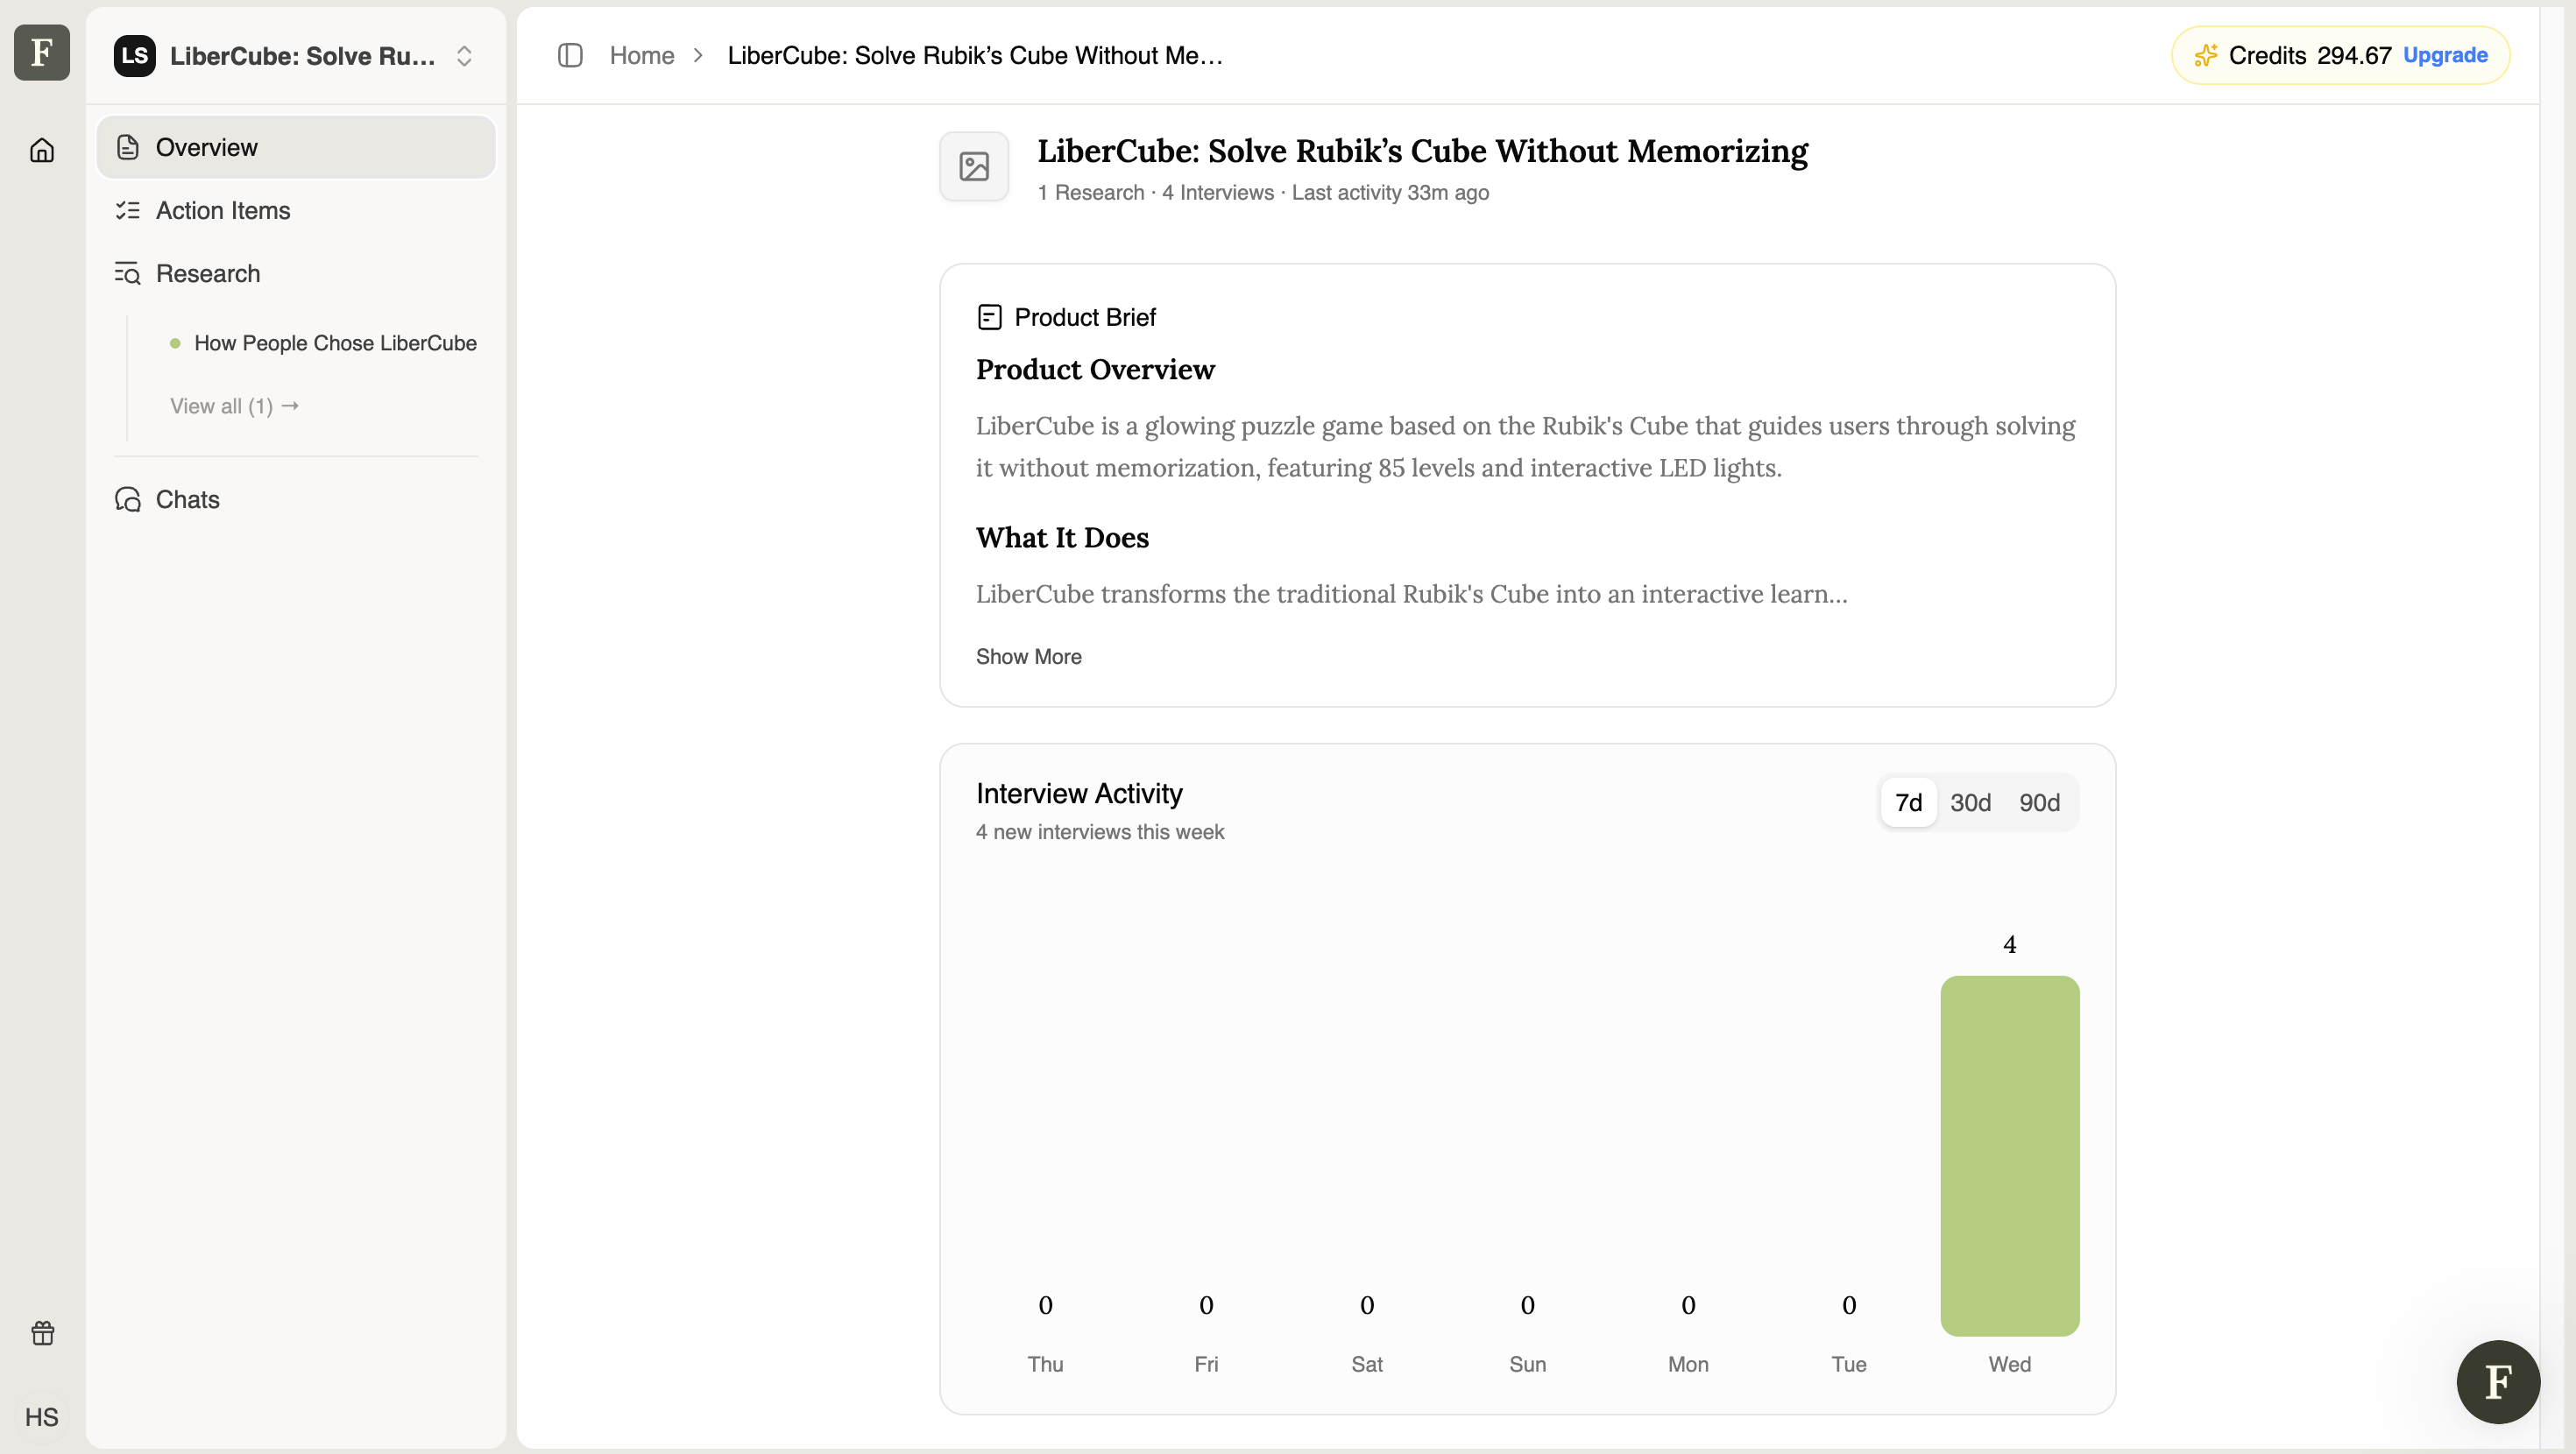 F
LS LiberCube: Solve Ru...
Home > LiberCube: Solve Rubik’s Cube Without Me...
Credits 294.67 Upgrade
Overview
Action Items
Research
How People Chose LiberCube
View all (1) →
Chats
HS
LiberCube: Solve Rubik’s Cube Without Memorizing
1 Research · 4 Interviews · Last activity 33m ago
Product Brief
Product Overview
LiberCube is a glowing puzzle game based on the Rubik's Cube that guides users through solving
it without memorization, featuring 85 levels and interactive LED lights.
What It Does
LiberCube transforms the traditional Rubik's Cube into an interactive learn...
Show More
Interview Activity
4 new interviews this week
7d 30d 90d
4
0 0 0 0 0 0
Thu Fri Sat Sun Mon Tue Wed
F